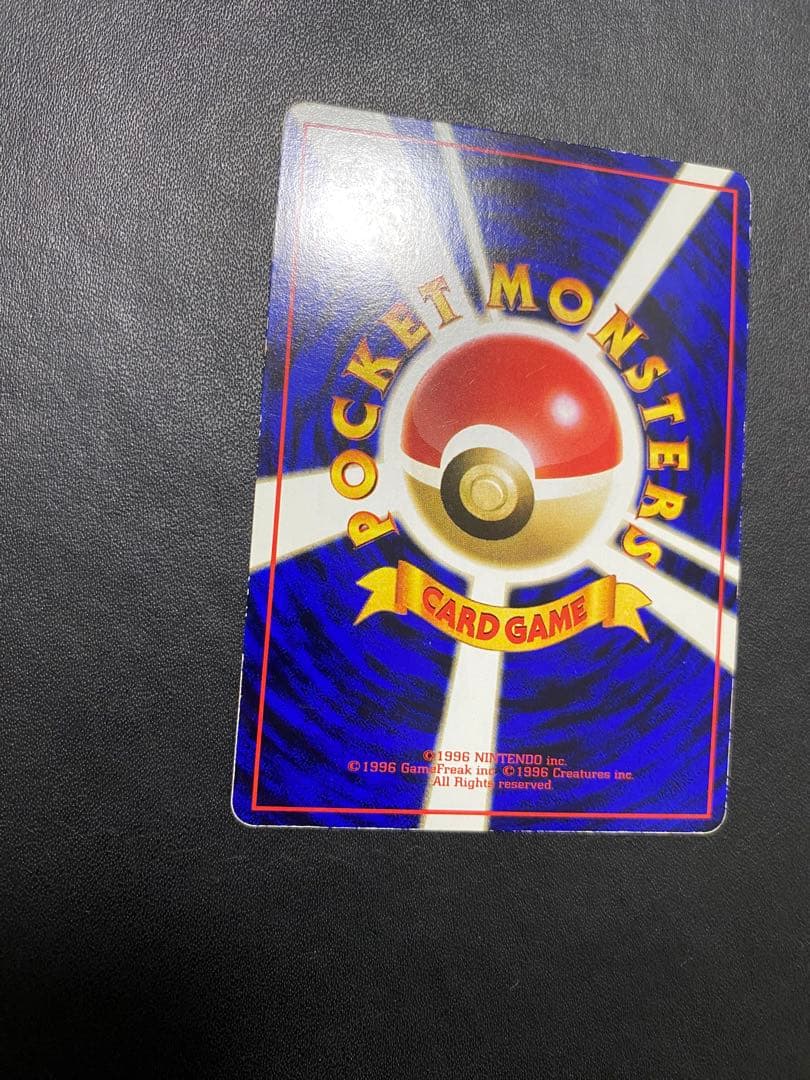 POCKET MONSTERS
CARD GAME
©1996 NINTENDO inc.
©1996 GameFreak inc. ©1996 Creatures inc.
All Rights reserved.